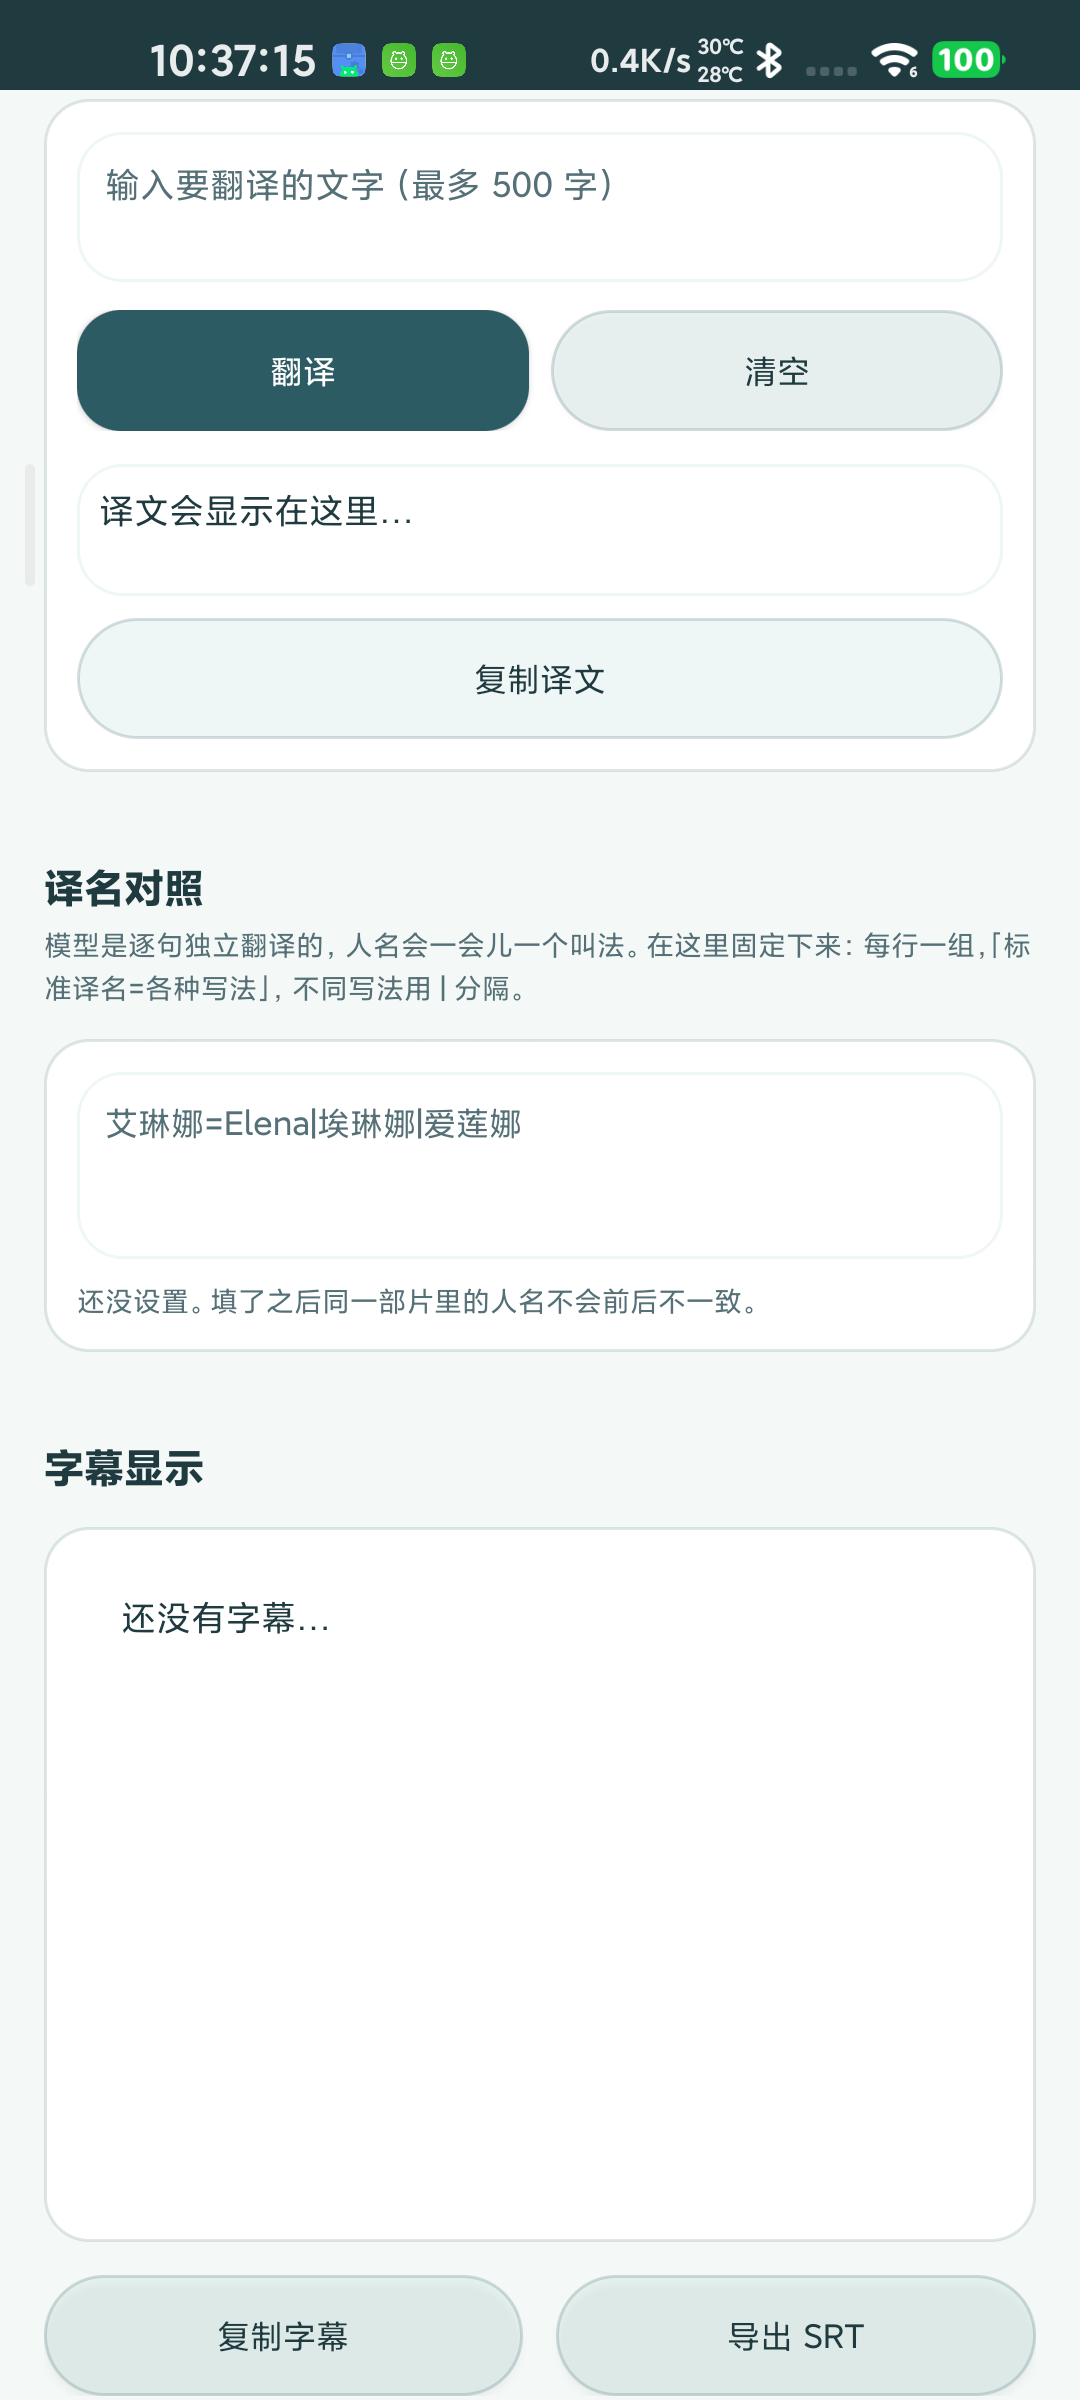 10:37:15
0.4K/s
30℃
28℃
6
100
输入要翻译的文字（最多 500 字）
翻译
清空
译文会显示在这里...
复制译文
译名对照
模型是逐句独立翻译的，人名会一会儿一个叫法。在这里固定下来：每行一组，「标
准译名=各种写法」，不同写法用 | 分隔。
艾琳娜=Elena|埃琳娜|爱莲娜
还没设置。填了之后同一部片里的人名不会前后不一致。
字幕显示
还没有字幕...
复制字幕
导出 SRT